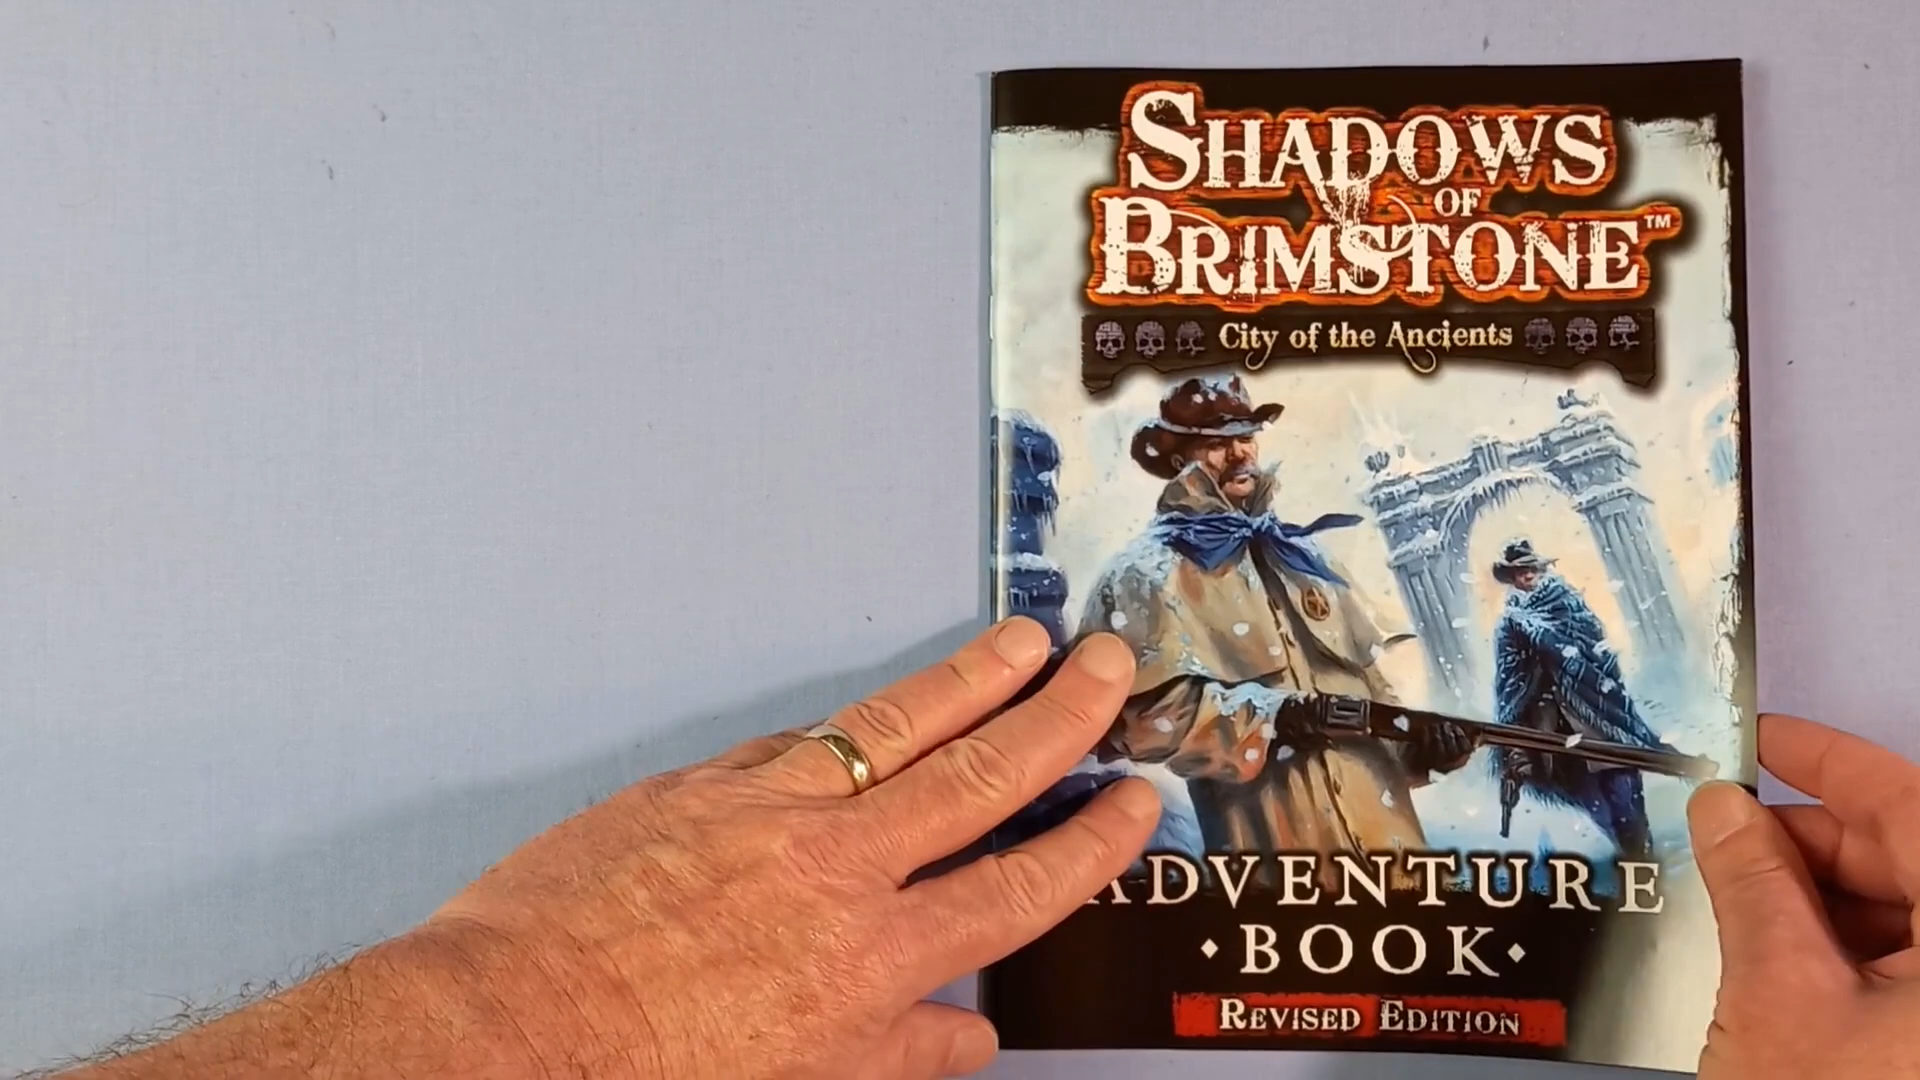 SHADOWS
OF
BRIMSTONE™
City of the Ancients
ADVENTURE
BOOK
REVISED EDITION